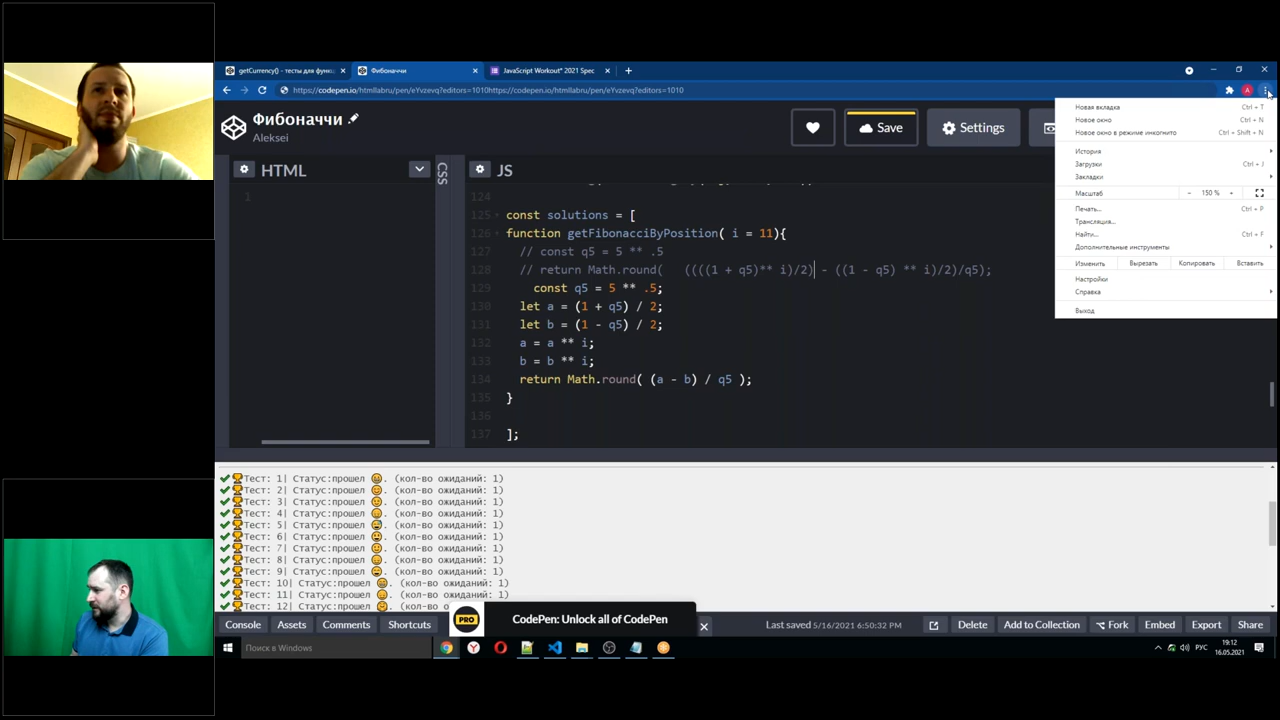 getCurrency() - тесты для функц
Фибоначчи
JavaScript Workout° 2021 Spec
https://codepen.io/htmllabru/pen/eYvzevq?editors=1010https://codepen.io/htmllabru/pen/eYvzevq?editors=1010
A
Фибоначчи
Aleksei
Save
Settings
HTML
CSS
JS
1
124
125 const solutions = [
126 function getFibonacciByPosition( i = 11){
127 // const q5 = 5 ** .5
128 // return Math.round( ((((1 + q5)** i)/2) - ((1 - q5) ** i)/2)/q5);
129 const q5 = 5 ** .5;
130 let a = (1 + q5) / 2;
131 let b = (1 - q5) / 2;
132 a = a ** i;
133 b = b ** i;
134 return Math.round( (a - b) / q5 );
135 }
136
137 ];
Новая вкладка Ctrl + T
Новое окно Ctrl + N
Новое окно в режиме инкогнито Ctrl + Shift + N
История
Загрузки Ctrl + J
Закладки
Масштаб - 150 % +
Печать... Ctrl + P
Трансляция...
Найти... Ctrl + F
Дополнительные инструменты
Изменить Вырезать Копировать Вставить
Настройки
Справка
Выход
Тест: 1| Статус:прошел 😀. (кол-во ожиданий: 1)
Тест: 2| Статус:прошел 😀. (кол-во ожиданий: 1)
Тест: 3| Статус:прошел 😀. (кол-во ожиданий: 1)
Тест: 4| Статус:прошел 😀. (кол-во ожиданий: 1)
Тест: 5| Статус:прошел 😀. (кол-во ожиданий: 1)
Тест: 6| Статус:прошел 😀. (кол-во ожиданий: 1)
Тест: 7| Статус:прошел 😀. (кол-во ожиданий: 1)
Тест: 8| Статус:прошел 😀. (кол-во ожиданий: 1)
Тест: 9| Статус:прошел 😀. (кол-во ожиданий: 1)
Тест: 10| Статус:прошел 😀. (кол-во ожиданий: 1)
Тест: 11| Статус:прошел 😀. (кол-во ожиданий: 1)
Тест: 12| Статус:прошел 😀. (кол-во о
PRO
CodePen: Unlock all of CodePen
Console Assets Comments Shortcuts
Last saved 5/16/2021 6:50:32 PM
Delete Add to Collection Fork Embed Export Share
Поиск в Windows
РУС
19:12
16.05.2021